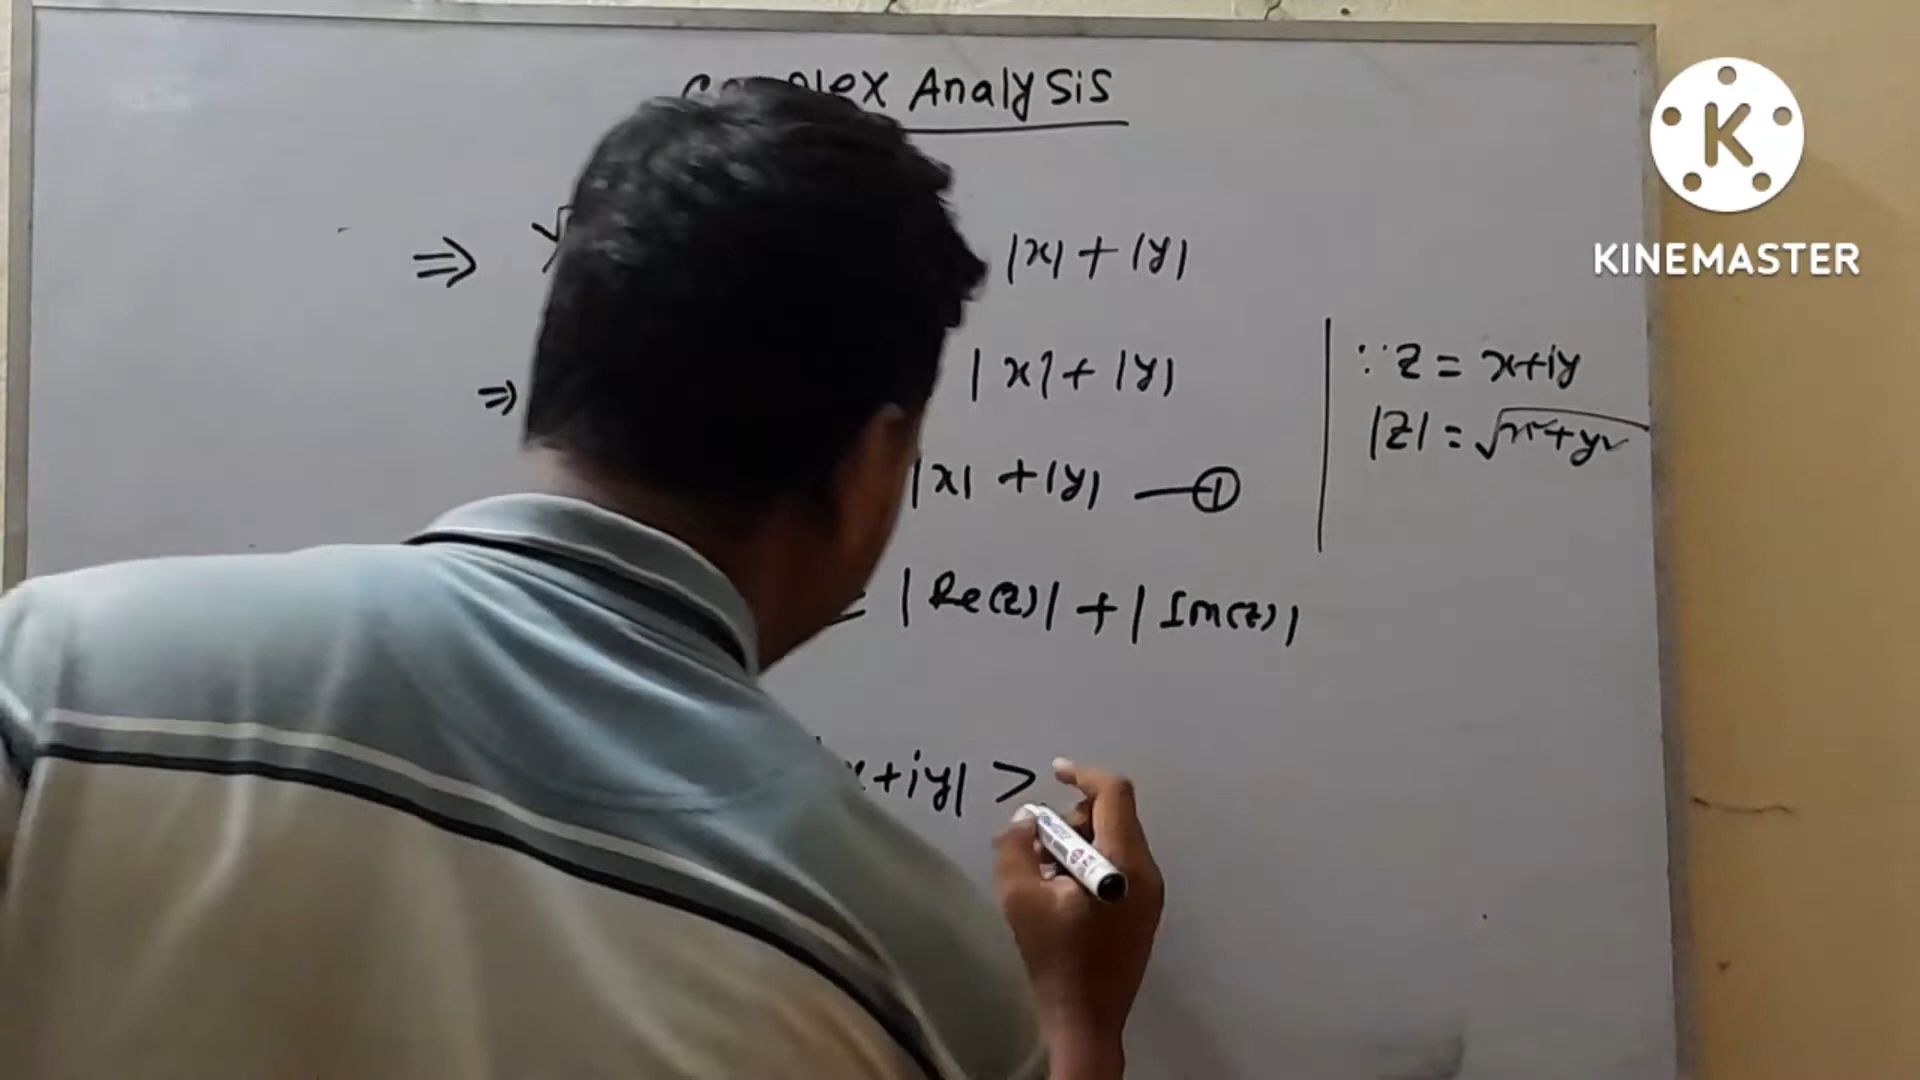 Complex Analysis
⇒ |x| + |y|
⇒ |x| + |y|
|x| + |y| — ①
= |Re(z)| + |Im(z)|
x+iy| >
∵ z = x+iy
|z| = √x²+y²
K
KINEMASTER